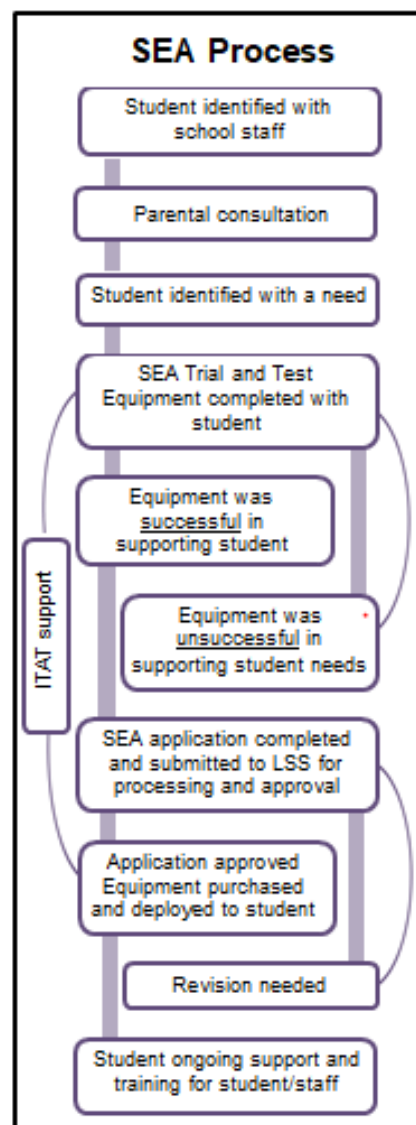 SEA Process
Student identified with
school staff
Parental consultation
Student identified with a need
SEA Trial and Test
Equipment completed with
student
Equipment was
successful in
supporting student
Equipment was *
unsuccessful in
supporting student needs
ITAT support
SEA application completed
and submitted to LSS for
processing and approval
Application approved
Equipment purchased
and deployed to student
Revision needed
Student ongoing support and
training for student/staff